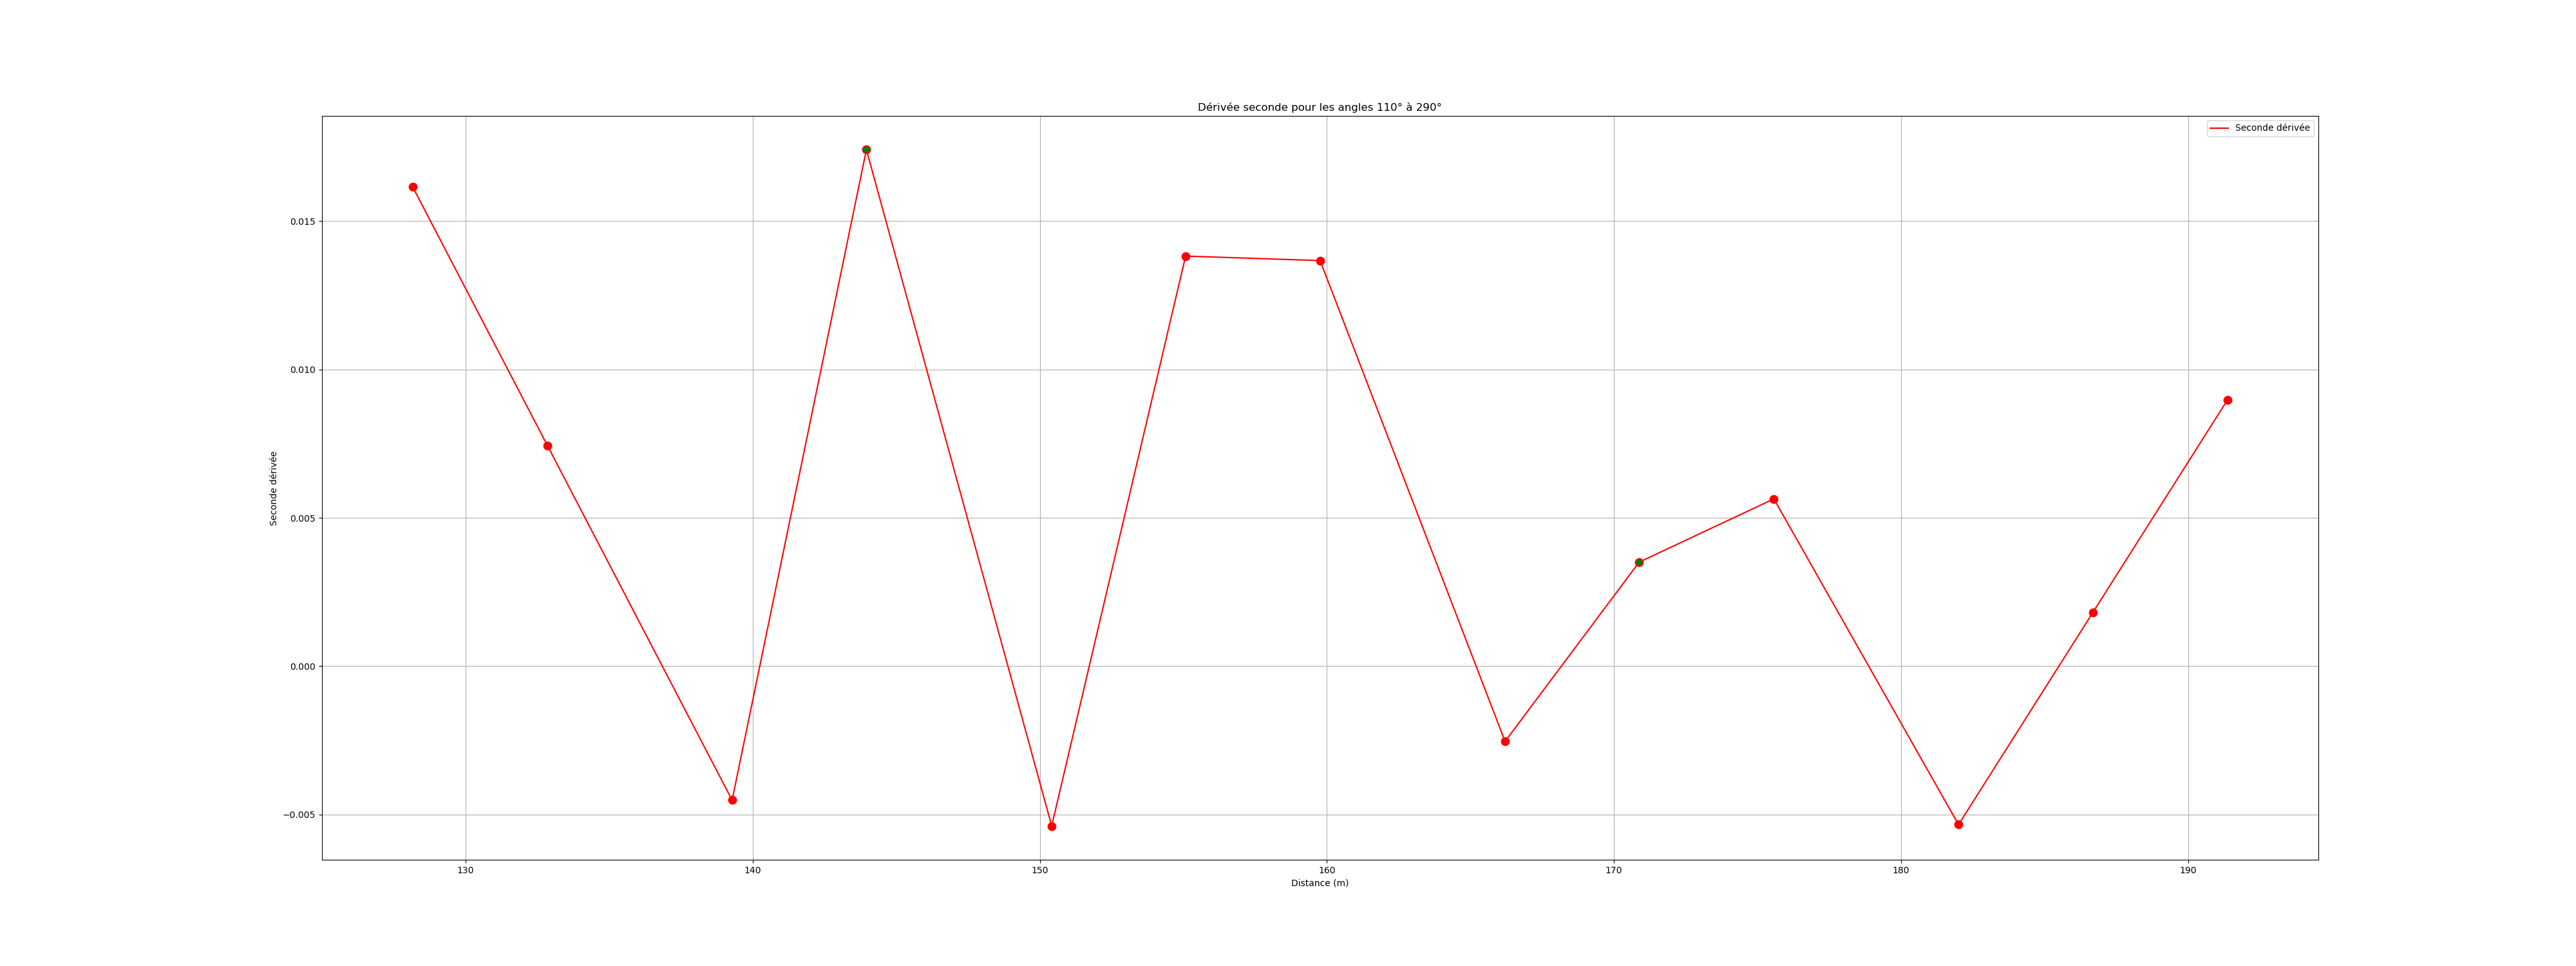 Dérivée seconde pour les angles 110° à 290°
Seconde dérivée
Seconde dérivée
0.015
0.010
0.005
0.000
−0.005
130 140 150 160 170 180 190
Distance (m)